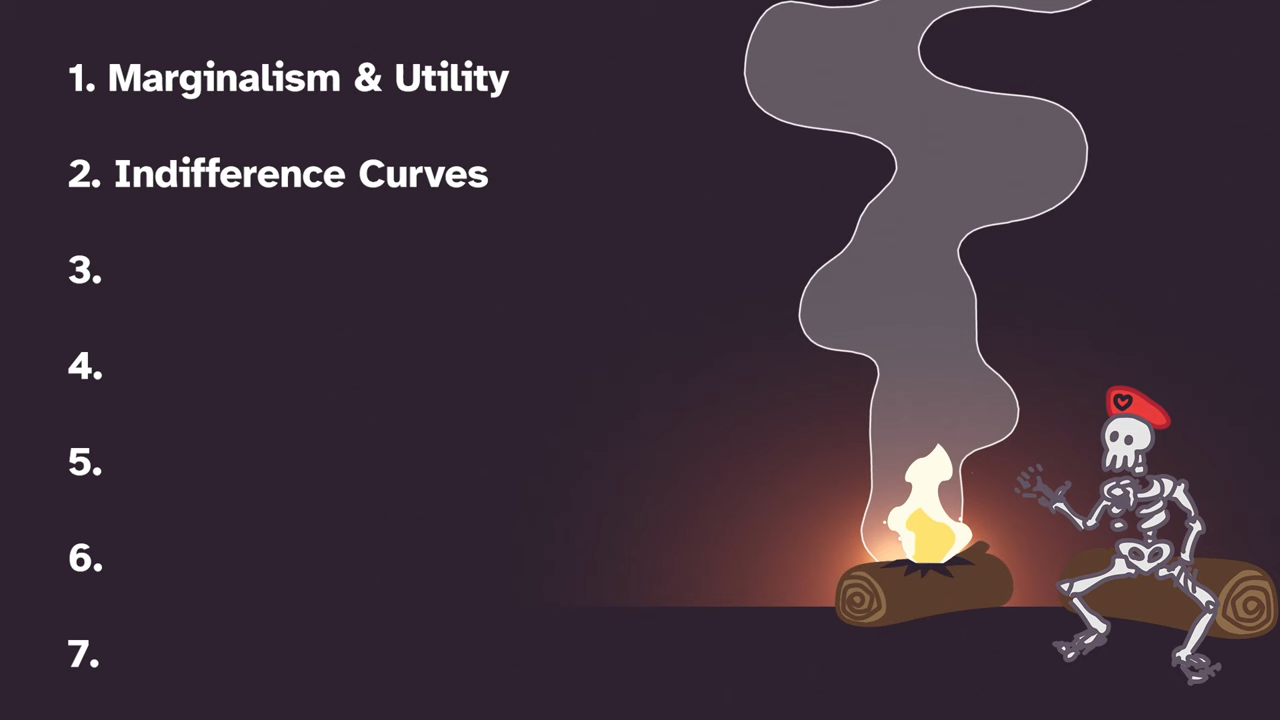 1. Marginalism & Utility
2. Indifference Curves
3.
4.
5.
6.
7.